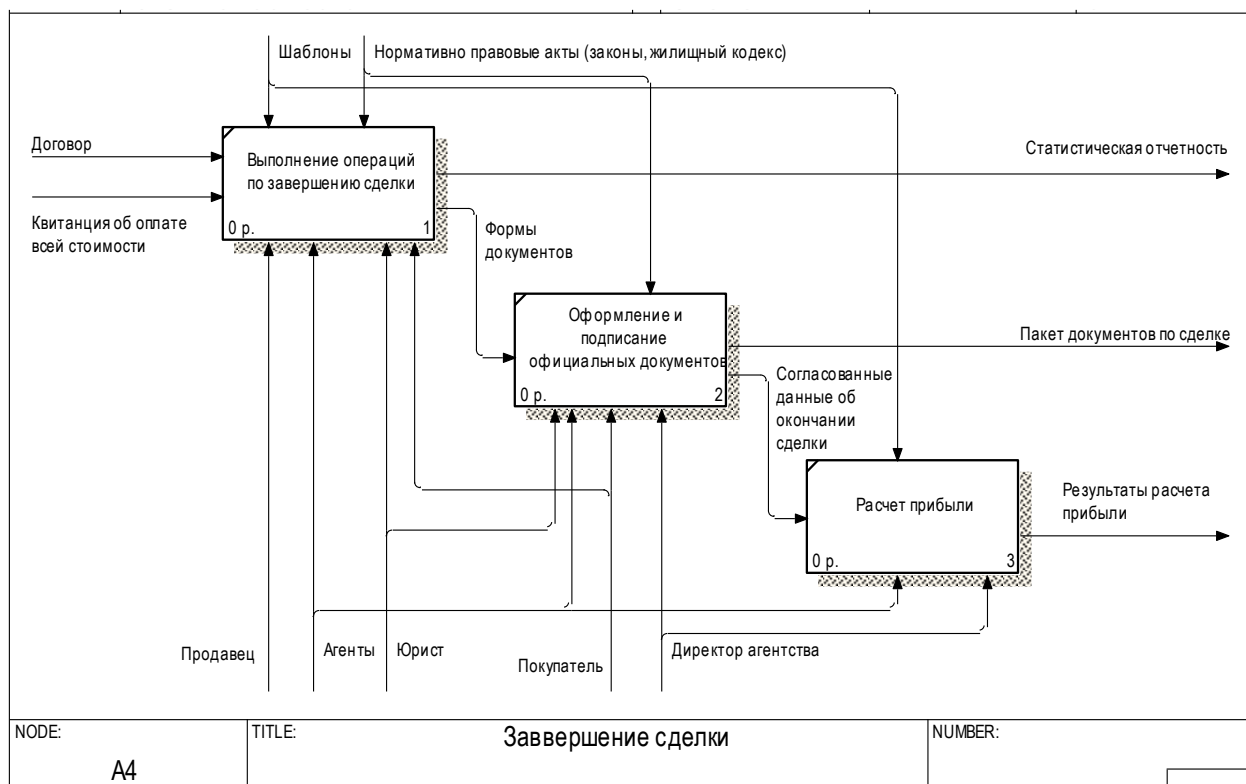 Шаблоны
Нормативно правовые акты (законы, жилищный кодекс)
Договор
Квитанция об оплате
всей стоимости
Выполнение операций
по завершению сделки
0 р.
1
Статистическая отчетность
Формы
документов
Оформление и
подписание
официальных документов
0 р.
2
Пакет документов по сделке
Согласованные
данные об
окончании
сделки
Расчет прибыли
0 р.
3
Результаты расчета
прибыли
Продавец
Агенты
Юрист
Покупатель
Директор агентства
NODE:
A4
TITLE:
Заввершение сделки
NUMBER: